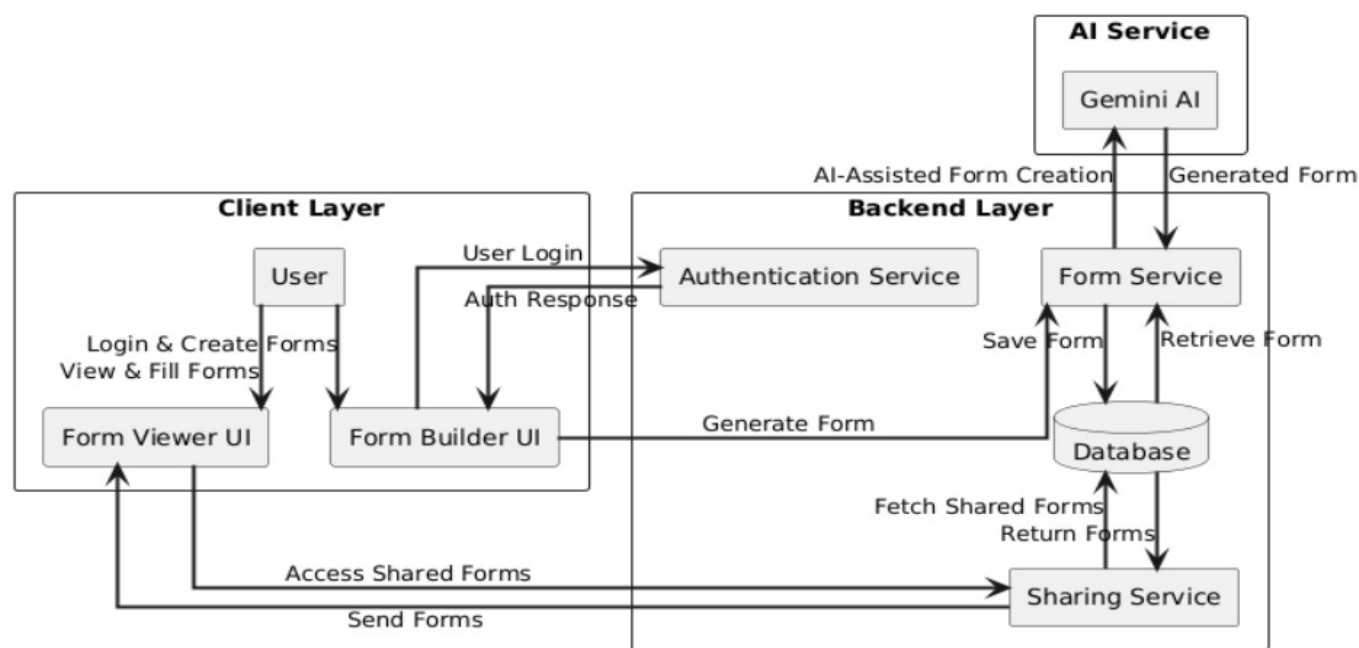 AI Service
Gemini AI
AI-Assisted Form Creation
Generated Form
Client Layer
Backend Layer
User
User Login
Authentication Service
Form Service
Auth Response
Login & Create Forms
View & Fill Forms
Save Form
Retrieve Form
Form Viewer UI
Form Builder UI
Generate Form
Database
Fetch Shared Forms
Return Forms
Access Shared Forms
Sharing Service
Send Forms